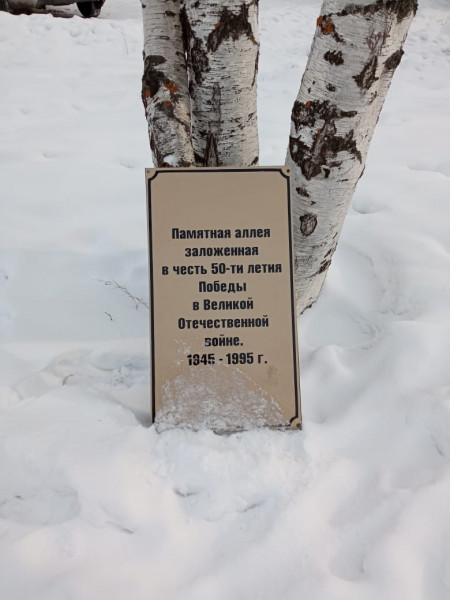 Памятная аллея
заложенная
в честь 50-ти летия
Победы
в Великой
Отечественной
войне.
1945 - 1995 г.